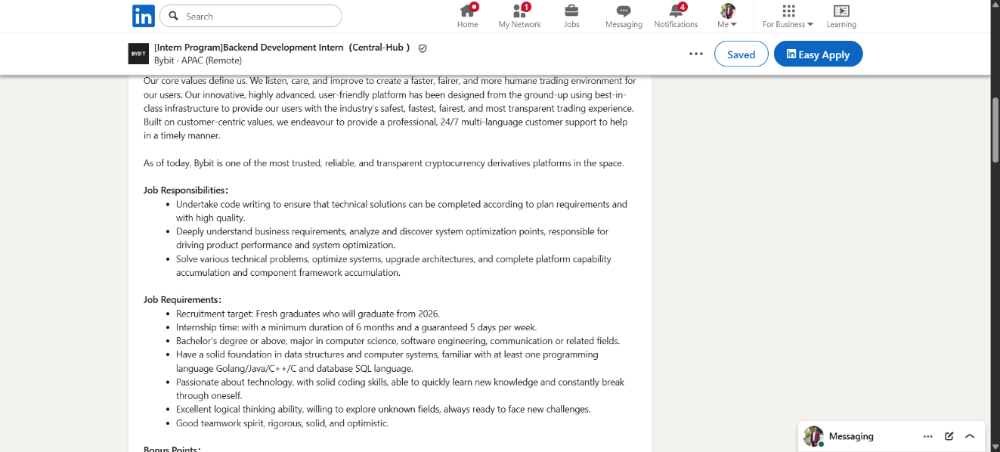 in
Search
Home
1
My Network
Jobs
Messaging
4
Notifications
Me
For Business
Learning
BYBIT
[Intern Program]Backend Development Intern（Central-Hub ）
Bybit · APAC (Remote)
Saved
in Easy Apply
Our core values define us. We listen, care, and improve to create a faster, fairer, and more humane trading environment for
our users. Our innovative, highly advanced, user-friendly platform has been designed from the ground-up using best-in-
class infrastructure to provide our users with the industry's safest, fastest, fairest, and most transparent trading experience.
Built on customer-centric values, we endeavour to provide a professional, 24/7 multi-language customer support to help
in a timely manner.
As of today, Bybit is one of the most trusted, reliable, and transparent cryptocurrency derivatives platforms in the space.
Job Responsibilities：
• Undertake code writing to ensure that technical solutions can be completed according to plan requirements and
with high quality.
• Deeply understand business requirements, analyze and discover system optimization points, responsible for
driving product performance and system optimization.
• Solve various technical problems, optimize systems, upgrade architectures, and complete platform capability
accumulation and component framework accumulation.
Job Requirements：
• Recruitment target: Fresh graduates who will graduate from 2026.
• Internship time: with a minimum duration of 6 months and a guaranteed 5 days per week.
• Bachelor's degree or above, major in computer science, software engineering, communication or related fields.
• Have a solid foundation in data structures and computer systems, familiar with at least one programming
language Golang/Java/C++/C and database SQL language.
• Passionate about technology, with solid coding skills, able to quickly learn new knowledge and constantly break
through oneself.
• Excellent logical thinking ability, willing to explore unknown fields, always ready to face new challenges.
• Good teamwork spirit, rigorous, solid, and optimistic.
Bonus Points：
Messaging